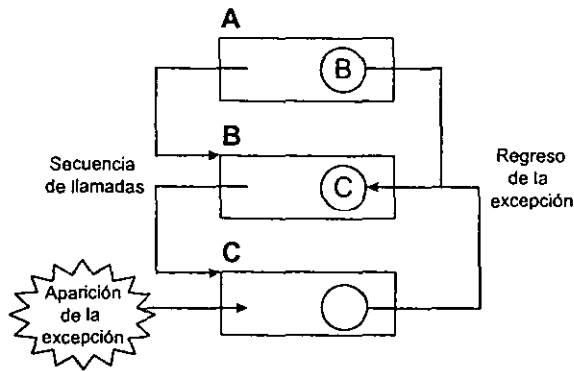 A
B
B
Secuencia
de llamadas
C
Regreso
de la
excepción
C
Aparición
de la
excepción